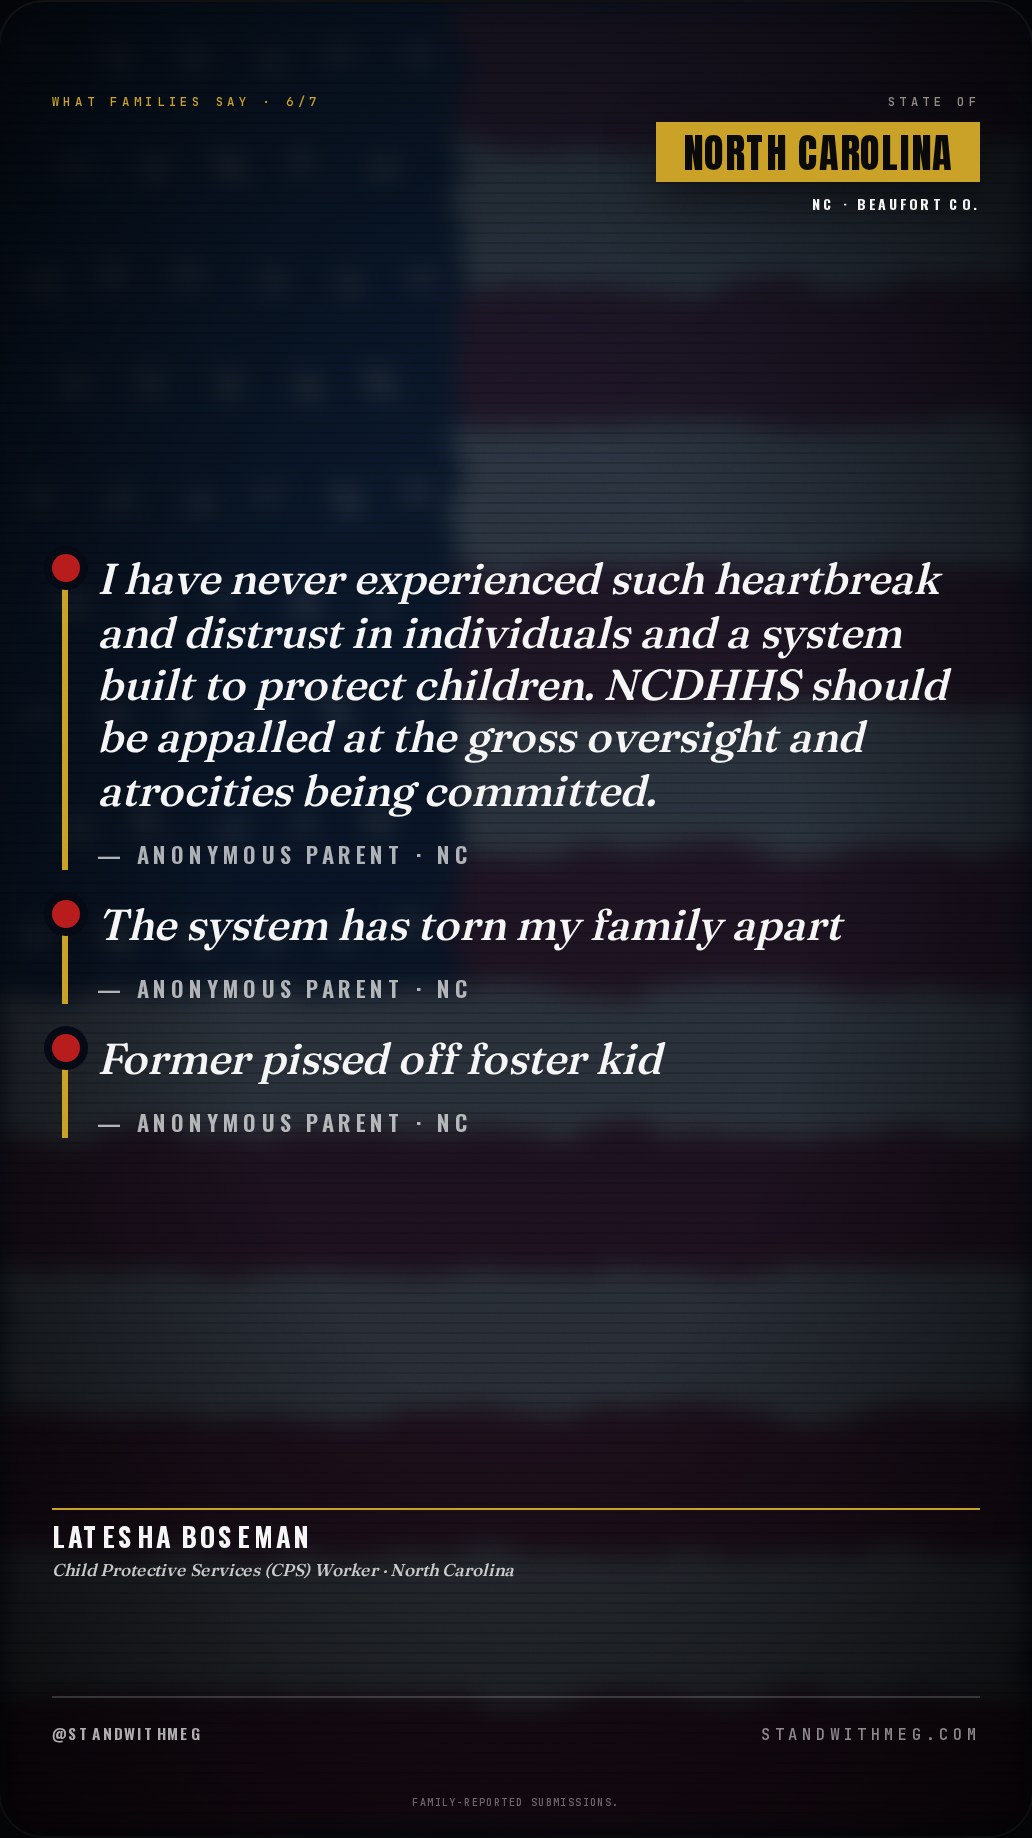 WHAT FAMILIES SAY · 6/7
STATE OF
NORTH CAROLINA
NC · BEAUFORT CO.
I have never experienced such heartbreak
and distrust in individuals and a system
built to protect children. NCDHHS should
be appalled at the gross oversight and
atrocities being committed.
— ANONYMOUS PARENT · NC
The system has torn my family apart
— ANONYMOUS PARENT · NC
Former pissed off foster kid
— ANONYMOUS PARENT · NC
LATESHA BOSEMAN
Child Protective Services (CPS) Worker · North Carolina
@STANDWITHMEG
STANDWITHMEG.COM
FAMILY-REPORTED SUBMISSIONS.